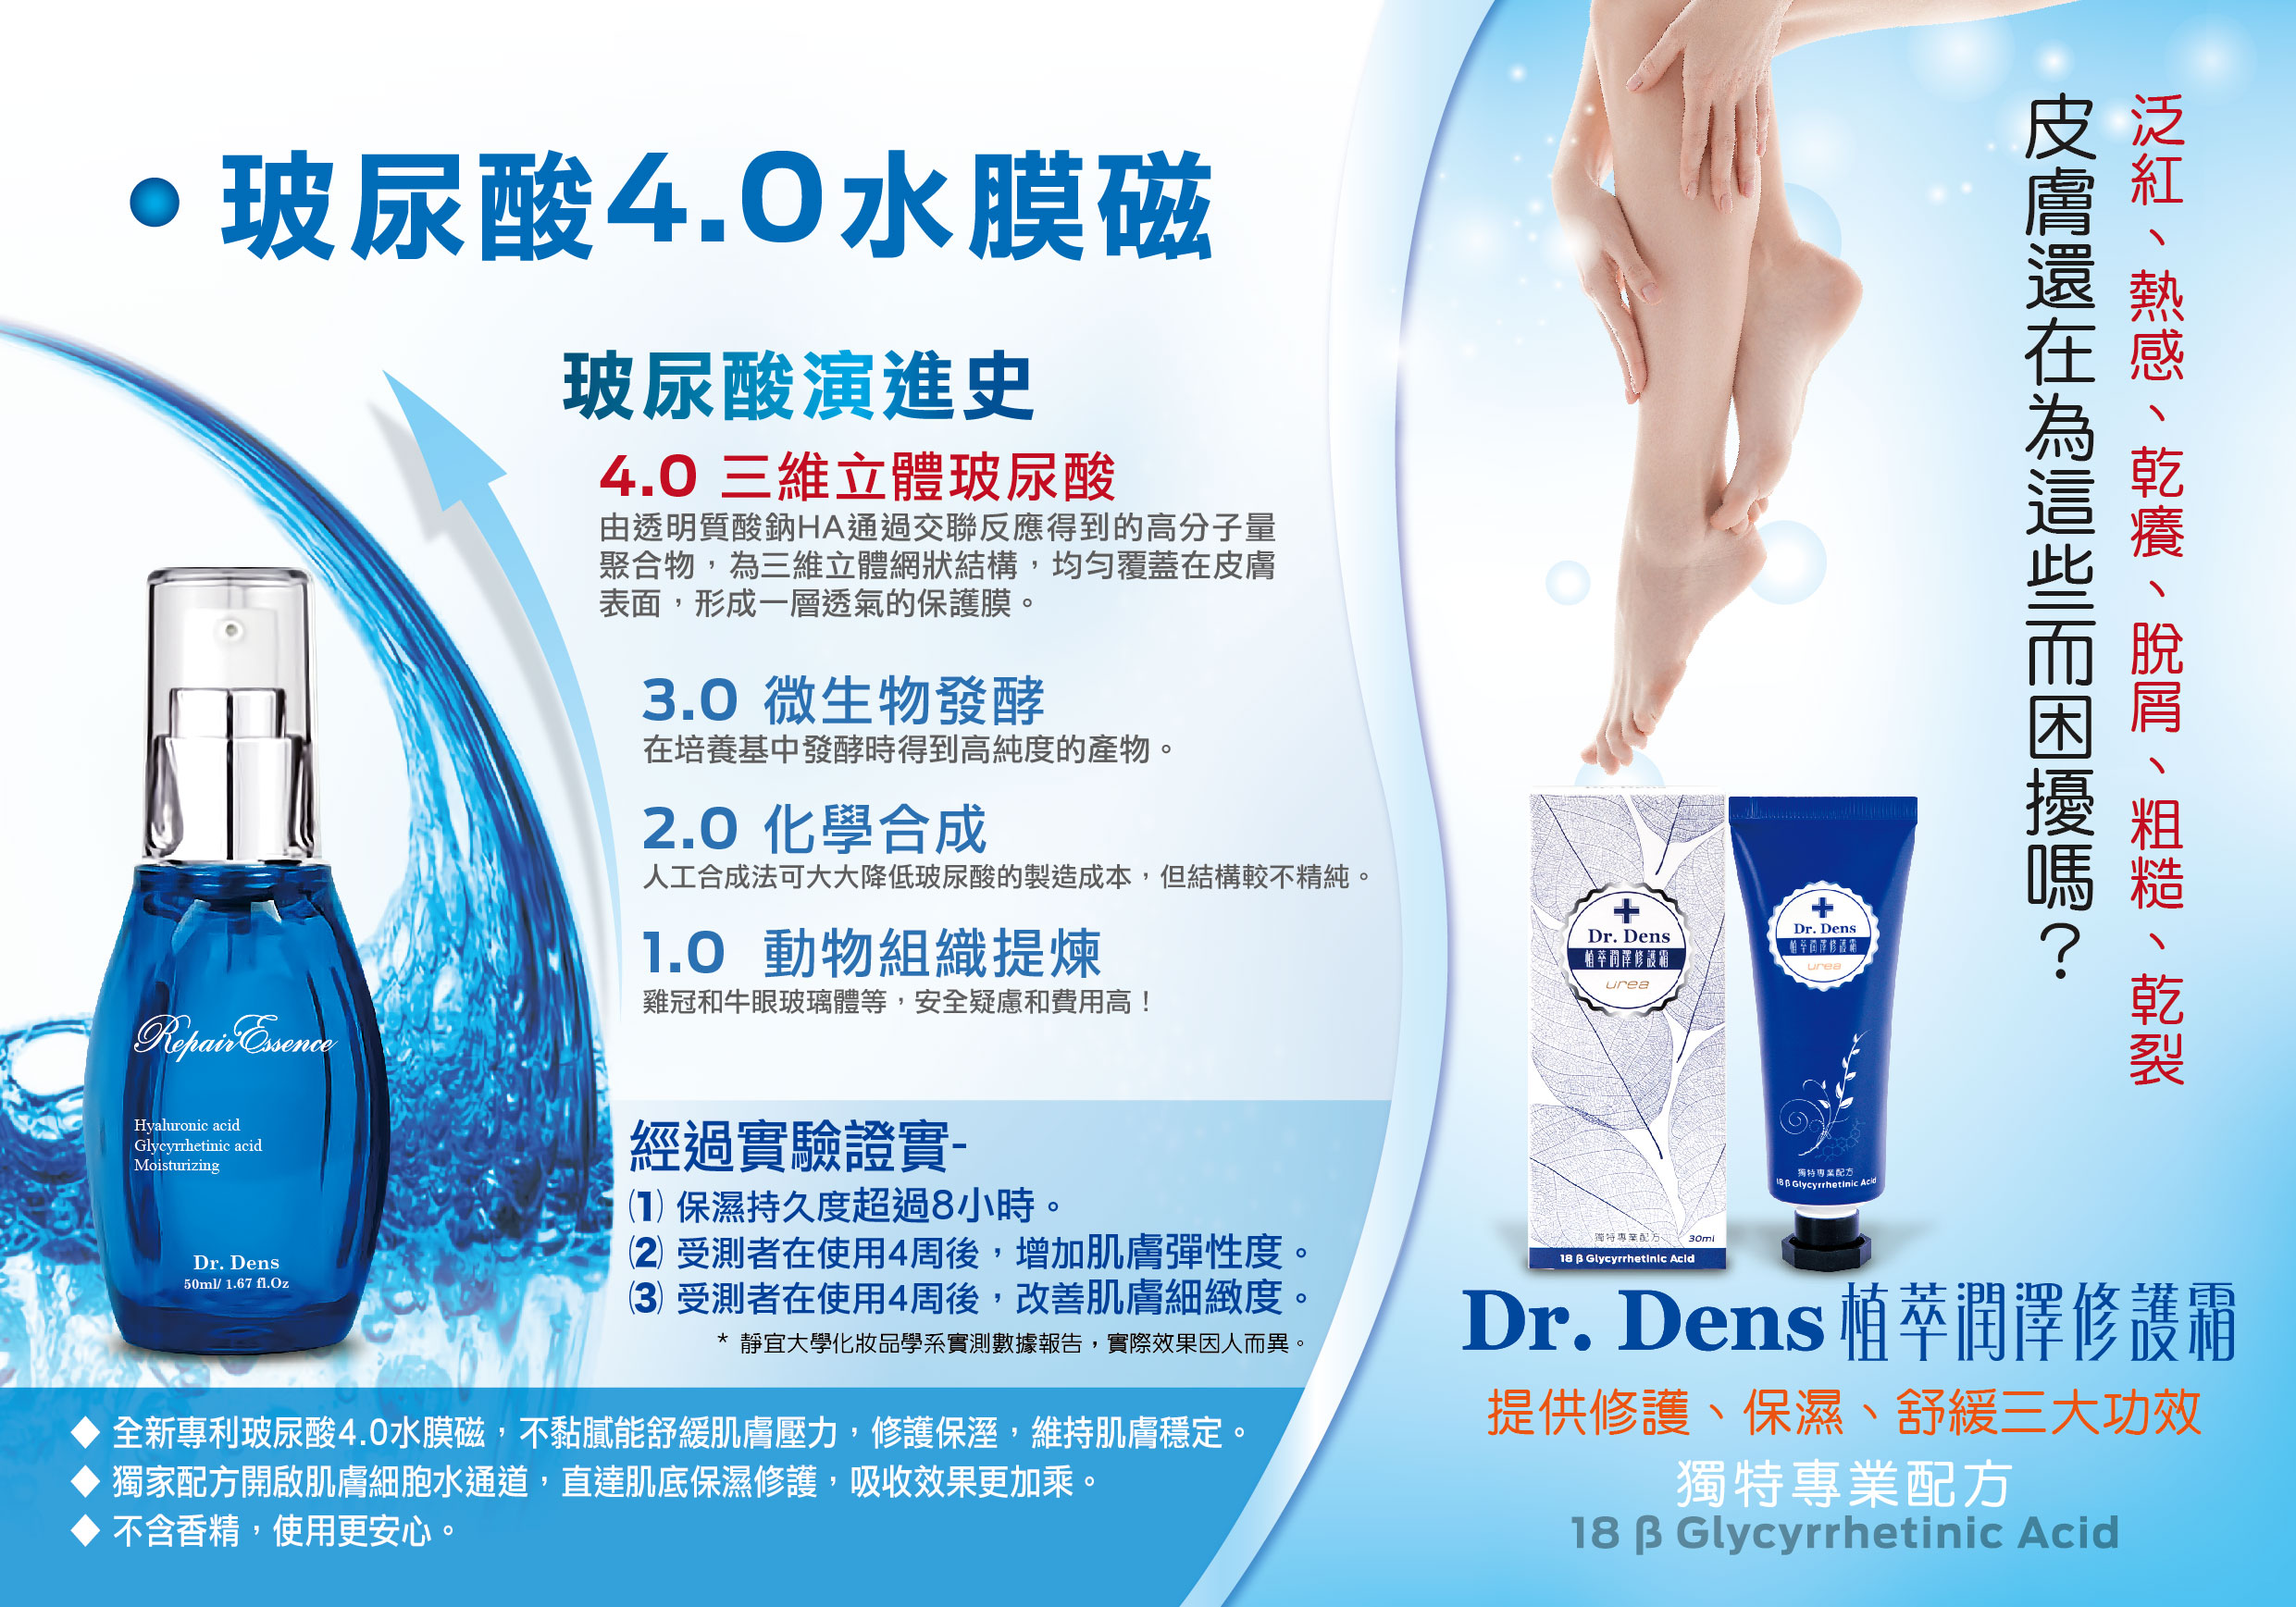 • 玻尿酸4.0水膜磁
玻尿酸演進史
4.0 三維立體玻尿酸
由透明質酸鈉HA通過交聯反應得到的高分子量
聚合物，為三維立體網狀結構，均勻覆蓋在皮膚
表面，形成一層透氣的保護膜。
3.0 微生物發酵
在培養基中發酵時得到高純度的產物。
2.0 化學合成
人工合成法可大大降低玻尿酸的製造成本，但結構較不精純。
1.0 動物組織提煉
雞冠和牛眼玻璃體等，安全疑慮和費用高！
Repair Essence
Hyaluronic acid
Glycyrrhetinic acid
Moisturizing
Dr. Dens
50ml/ 1.67 fl.Oz
經過實驗證實-
(1) 保濕持久度超過8小時。
(2) 受測者在使用4周後，增加肌膚彈性度。
(3) 受測者在使用4周後，改善肌膚細緻度。
* 靜宜大學化妝品學系實測數據報告，實際效果因人而異。
◆ 全新專利玻尿酸4.0水膜磁，不黏膩能舒緩肌膚壓力，修護保溼，維持肌膚穩定。
◆ 獨家配方開啟肌膚細胞水通道，直達肌底保濕修護，吸收效果更加乘。
◆ 不含香精，使用更安心。
泛紅、熱感、乾癢、脫屑、粗糙、乾裂
皮膚還在為這些而困擾嗎？
Dr. Dens
植萃潤澤修護霜
urea
獨特專業配方
30ml
18 β Glycyrrhetinic Acid
Dr. Dens
植萃潤澤修護霜
urea
獨特專業配方
18 β Glycyrrhetinic Acid
Dr. Dens 植萃潤澤修護霜
提供修護、保濕、舒緩三大功效
獨特專業配方
18 β Glycyrrhetinic Acid